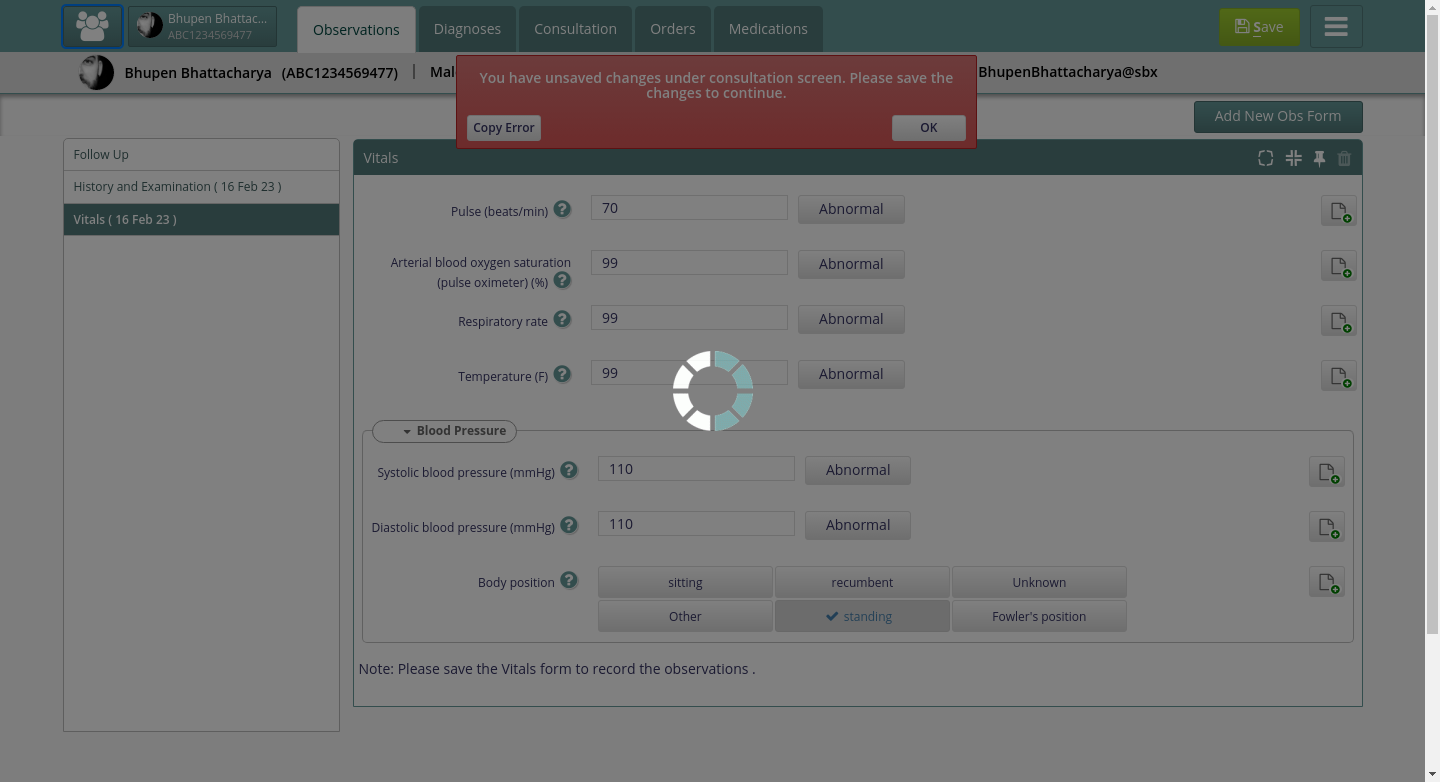 Bhupen Bhattac...
ABC1234569477
Observations
Diagnoses
Consultation
Orders
Medications
Save
Bhupen Bhattacharya (ABC1234569477) | Mal
BhupenBhattacharya@sbx
You have unsaved changes under consultation screen. Please save the
changes to continue.
Copy Error
OK
Add New Obs Form
Follow Up
History and Examination ( 16 Feb 23 )
Vitals ( 16 Feb 23 )
Vitals
Pulse (beats/min) ? 70 Abnormal
Arterial blood oxygen saturation
(pulse oximeter) (%) ? 99 Abnormal
Respiratory rate ? 99 Abnormal
Temperature (F) ? 99 Abnormal
Blood Pressure
Systolic blood pressure (mmHg) ? 110 Abnormal
Diastolic blood pressure (mmHg) ? 110 Abnormal
Body position ? sitting recumbent Unknown
Other standing Fowler's position
Note: Please save the Vitals form to record the observations .